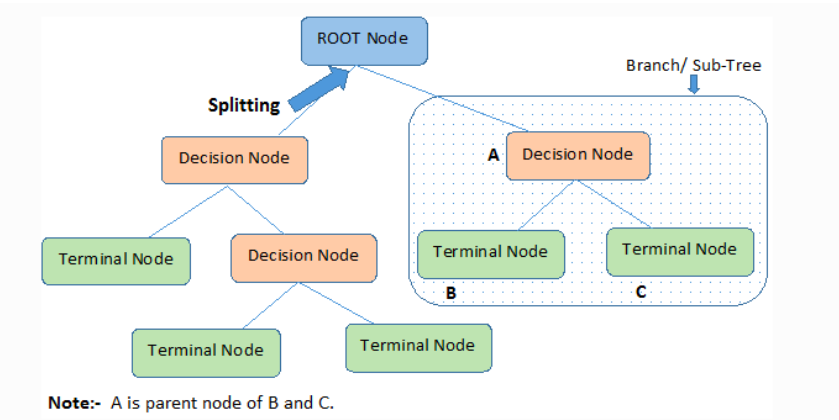 ROOT Node
Branch/ Sub-Tree
Splitting
Decision Node
A
Decision Node
Terminal Node
Decision Node
Terminal Node
Terminal Node
B
C
Terminal Node
Terminal Node
Note:- A is parent node of B and C.